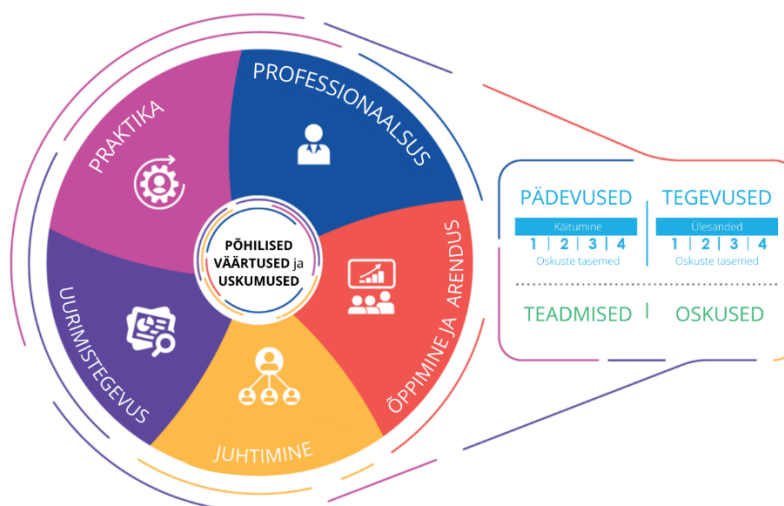 PRAKTIKA
PROFESSIONAALSUS
ÕPPIMINE JA ARENDUS
JUHTIMINE
UURIMISTEGEVUS
PÕHILISED
VÄÄRTUSED ja
USKUMUSED
PÄDEVUSED
Käitumine
1 | 2 | 3 | 4
Oskuste tasemed
TEGEVUSED
Ülesanded
1 | 2 | 3 | 4
Oskuste tasemed
TEADMISED | OSKUSED